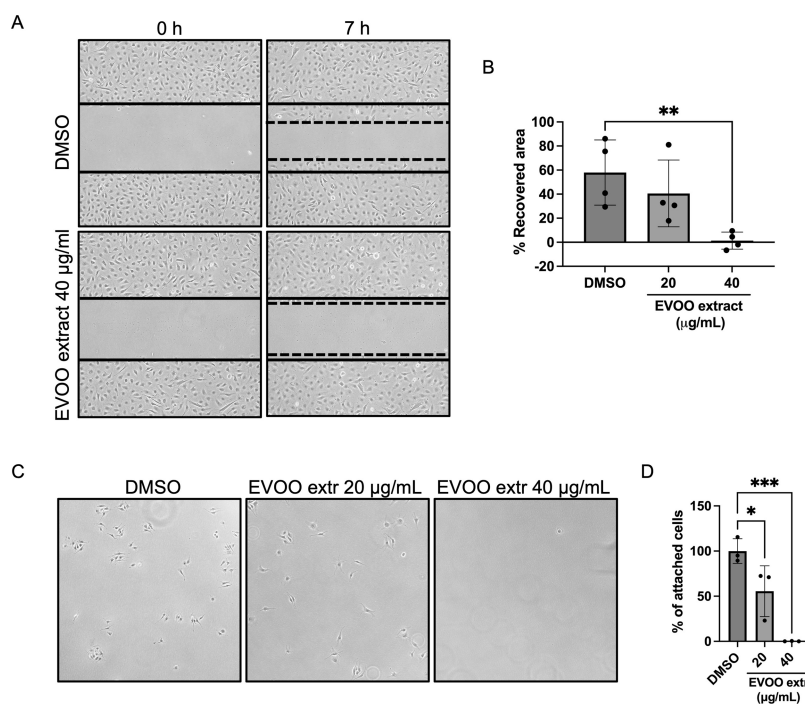 A
0 h
7 h
DMSO
EVOO extract 40 µg/ml
B
% Recovered area
100
80
60
40
20
0
-20
**
DMSO
20
40
EVOO extract
(µg/mL)
C
DMSO
EVOO extr 20 µg/mL
EVOO extr 40 µg/mL
D
% of attached cells
150
100
50
0
***
*
DMSO
20
40
EVOO extr
(µg/mL)